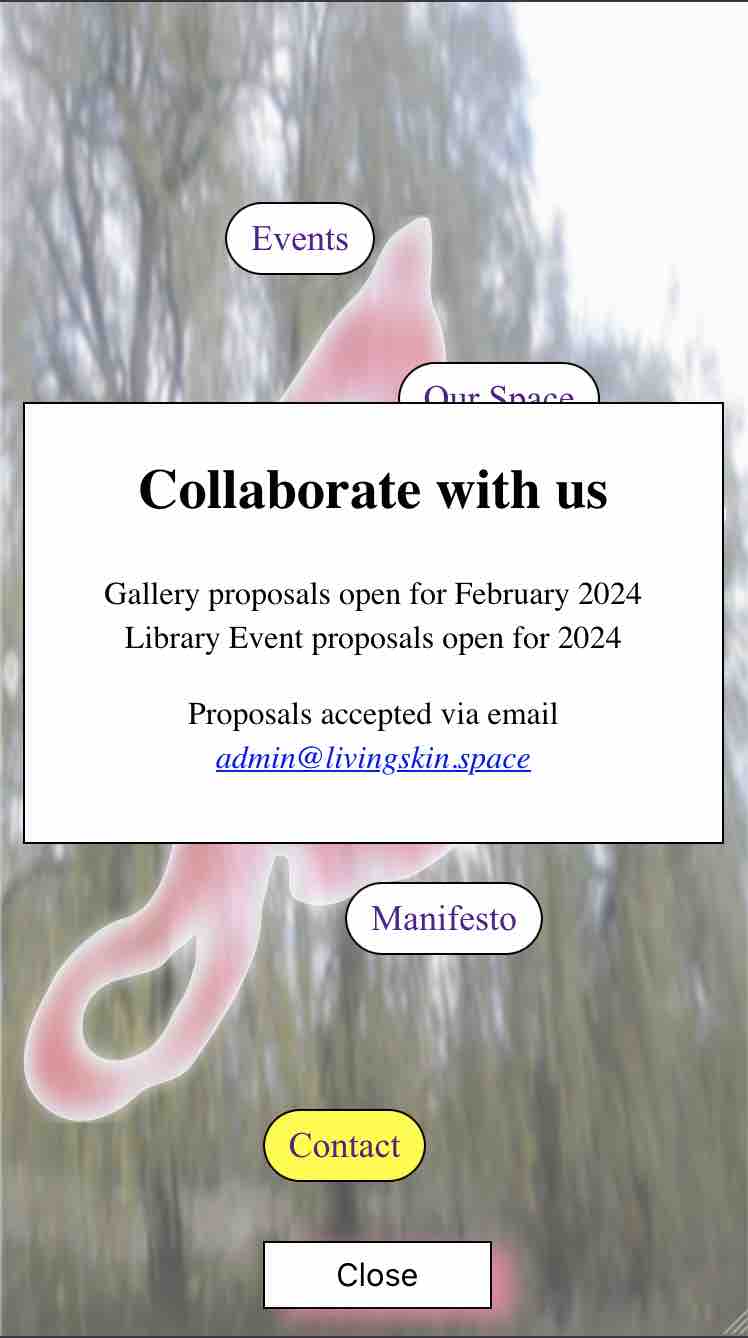 Events
Our Space
Collaborate with us
Gallery proposals open for February 2024
Library Event proposals open for 2024
Proposals accepted via email
admin@livingskin.space
Manifesto
Contact
Close